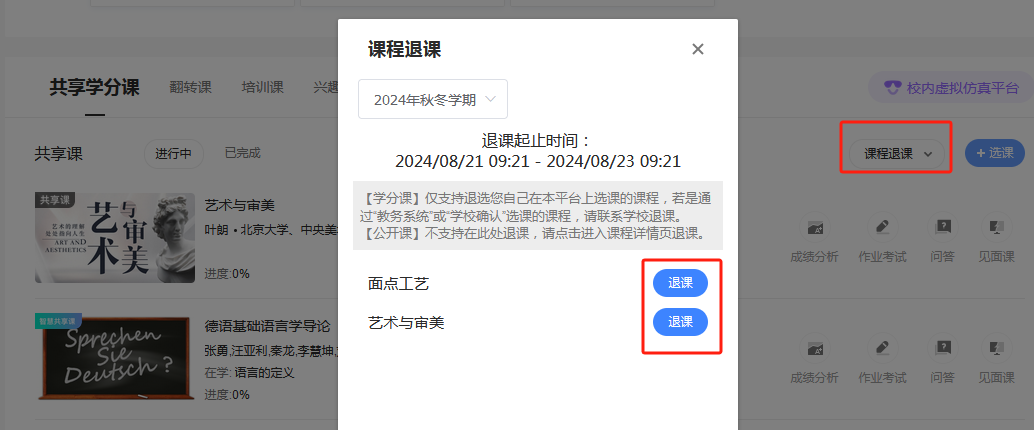 课程退课
2024年秋冬学期
退课起止时间：
2024/08/21 09:21 - 2024/08/23 09:21
【学分课】仅支持退选您自己在本平台上选课的课程，若是通
过“教务系统”或“学校确认”选课的课程，请联系学校退课。
【公开课】不支持在此处退课，请点击进入课程详情页退课。
面点工艺
退课
艺术与审美
退课
共享学分课
翻转课
培训课
兴趣
校内虚拟仿真平台
共享课
进行中
已完成
课程退课
+ 选课
共享课
艺术
与
审美
艺术的理解
处处指向人生
ART AND
AESTHETICS
艺术与审美
叶朗・北京大学、中央美
进度:0%
成绩分析
作业考试
问答
见面课
智慧共享课
Sprechen
Sie
Deutsch?
德语基础语言学导论
张勇,汪亚利,秦龙,李慧坤,
在学: 语言的定义
进度:0%
成绩分析
作业考试
问答
见面课